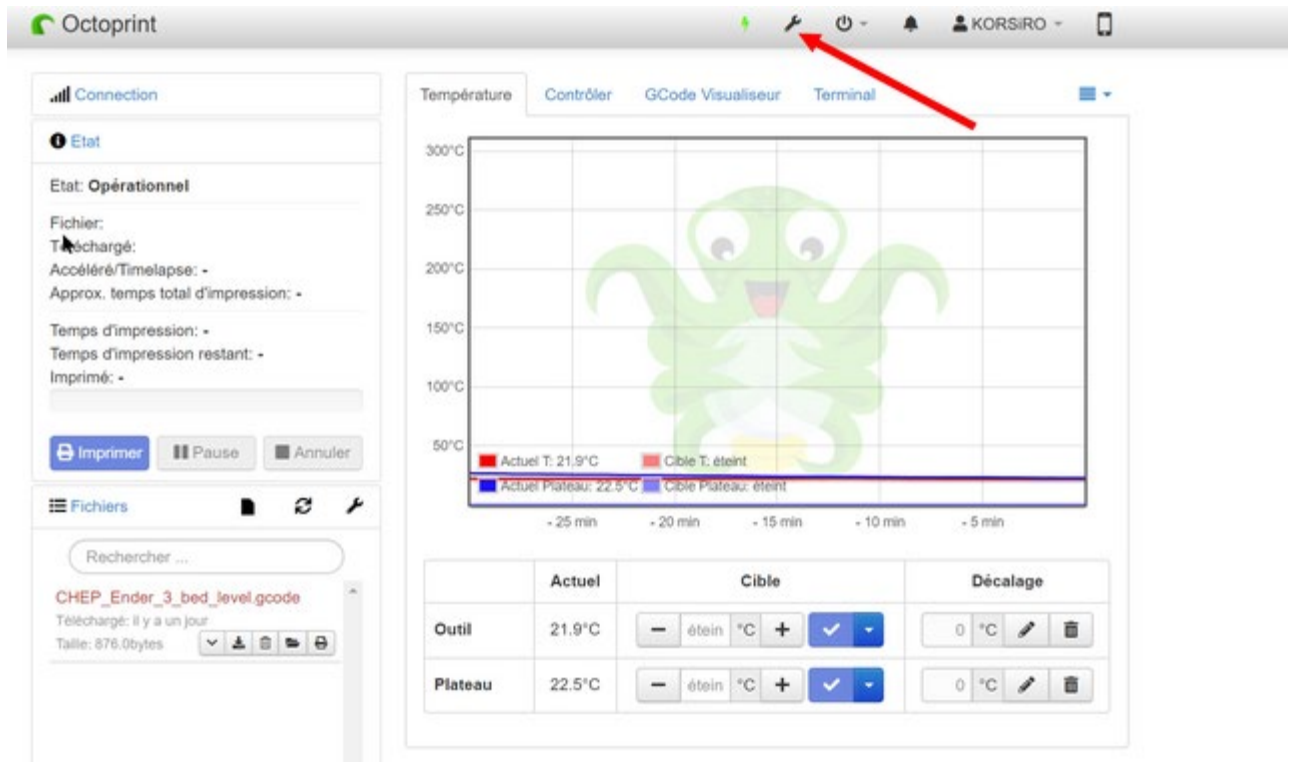 Octoprint
KORSiRO
Connection
Etat
Etat: Opérationnel
Fichier:
Téléchargé:
Accéléré/Timelapse: -
Approx. temps total d'impression: -
Temps d'impression: -
Temps d'impression restant: -
Imprimé: -
Imprimer
Pause
Annuler
Fichiers
Rechercher ...
CHEP_Ender_3_bed_level.gcode
Téléchargé: il y a un jour
Taille: 876.0bytes
Température Contrôler GCode Visualiseur Terminal
300°C
250°C
200°C
150°C
100°C
50°C
Actuel T: 21.9°C Cible T: éteint
Actuel Plateau: 22.5°C Cible Plateau: éteint
- 25 min - 20 min - 15 min - 10 min - 5 min
Actuel Cible Décalage
Outil 21.9°C étein °C 0 °C
Plateau 22.5°C étein °C 0 °C